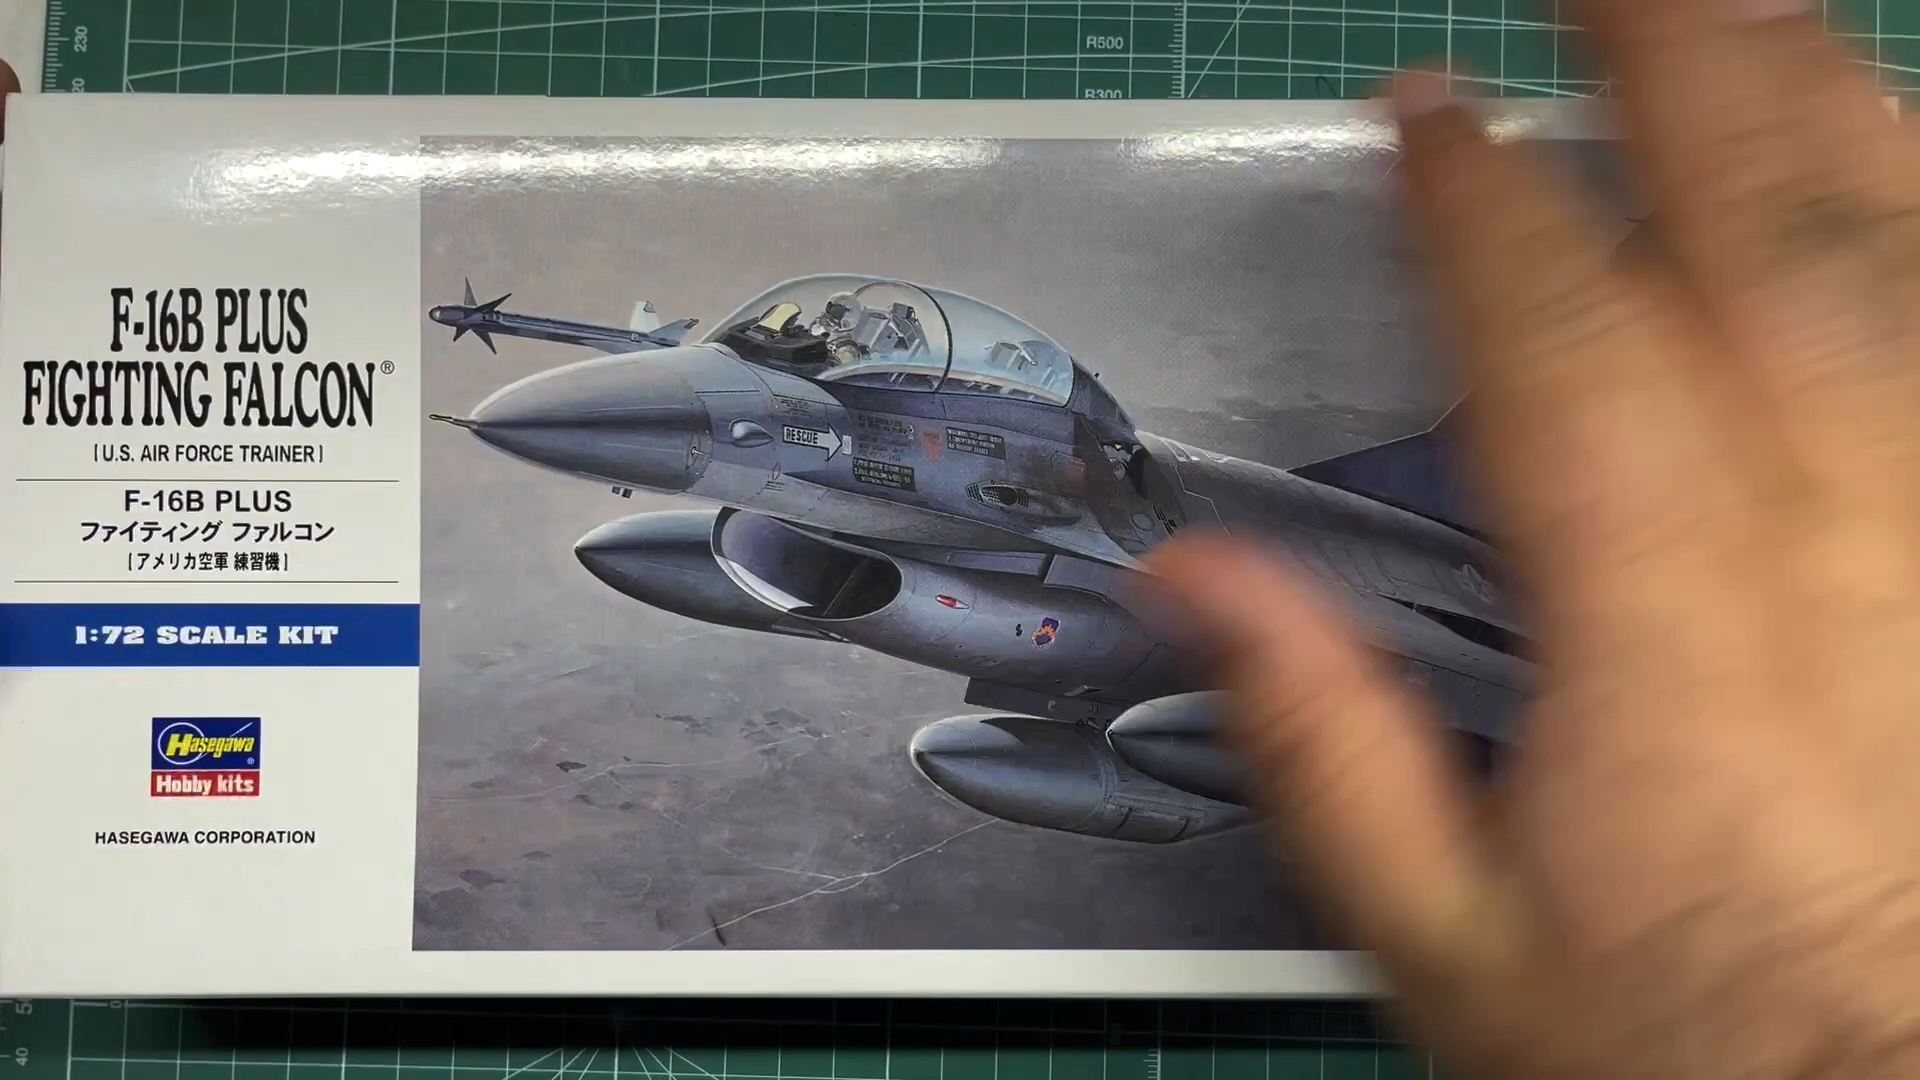 230
20
R500
R300
F-16B PLUS
FIGHTING FALCON®
[U.S. AIR FORCE TRAINER]
F-16B PLUS
ファイティング ファルコン
[アメリカ空軍 練習機]
1:72 SCALE KIT
Hasegawa
Hobby kits
HASEGAWA CORPORATION
RESCUE
0
40